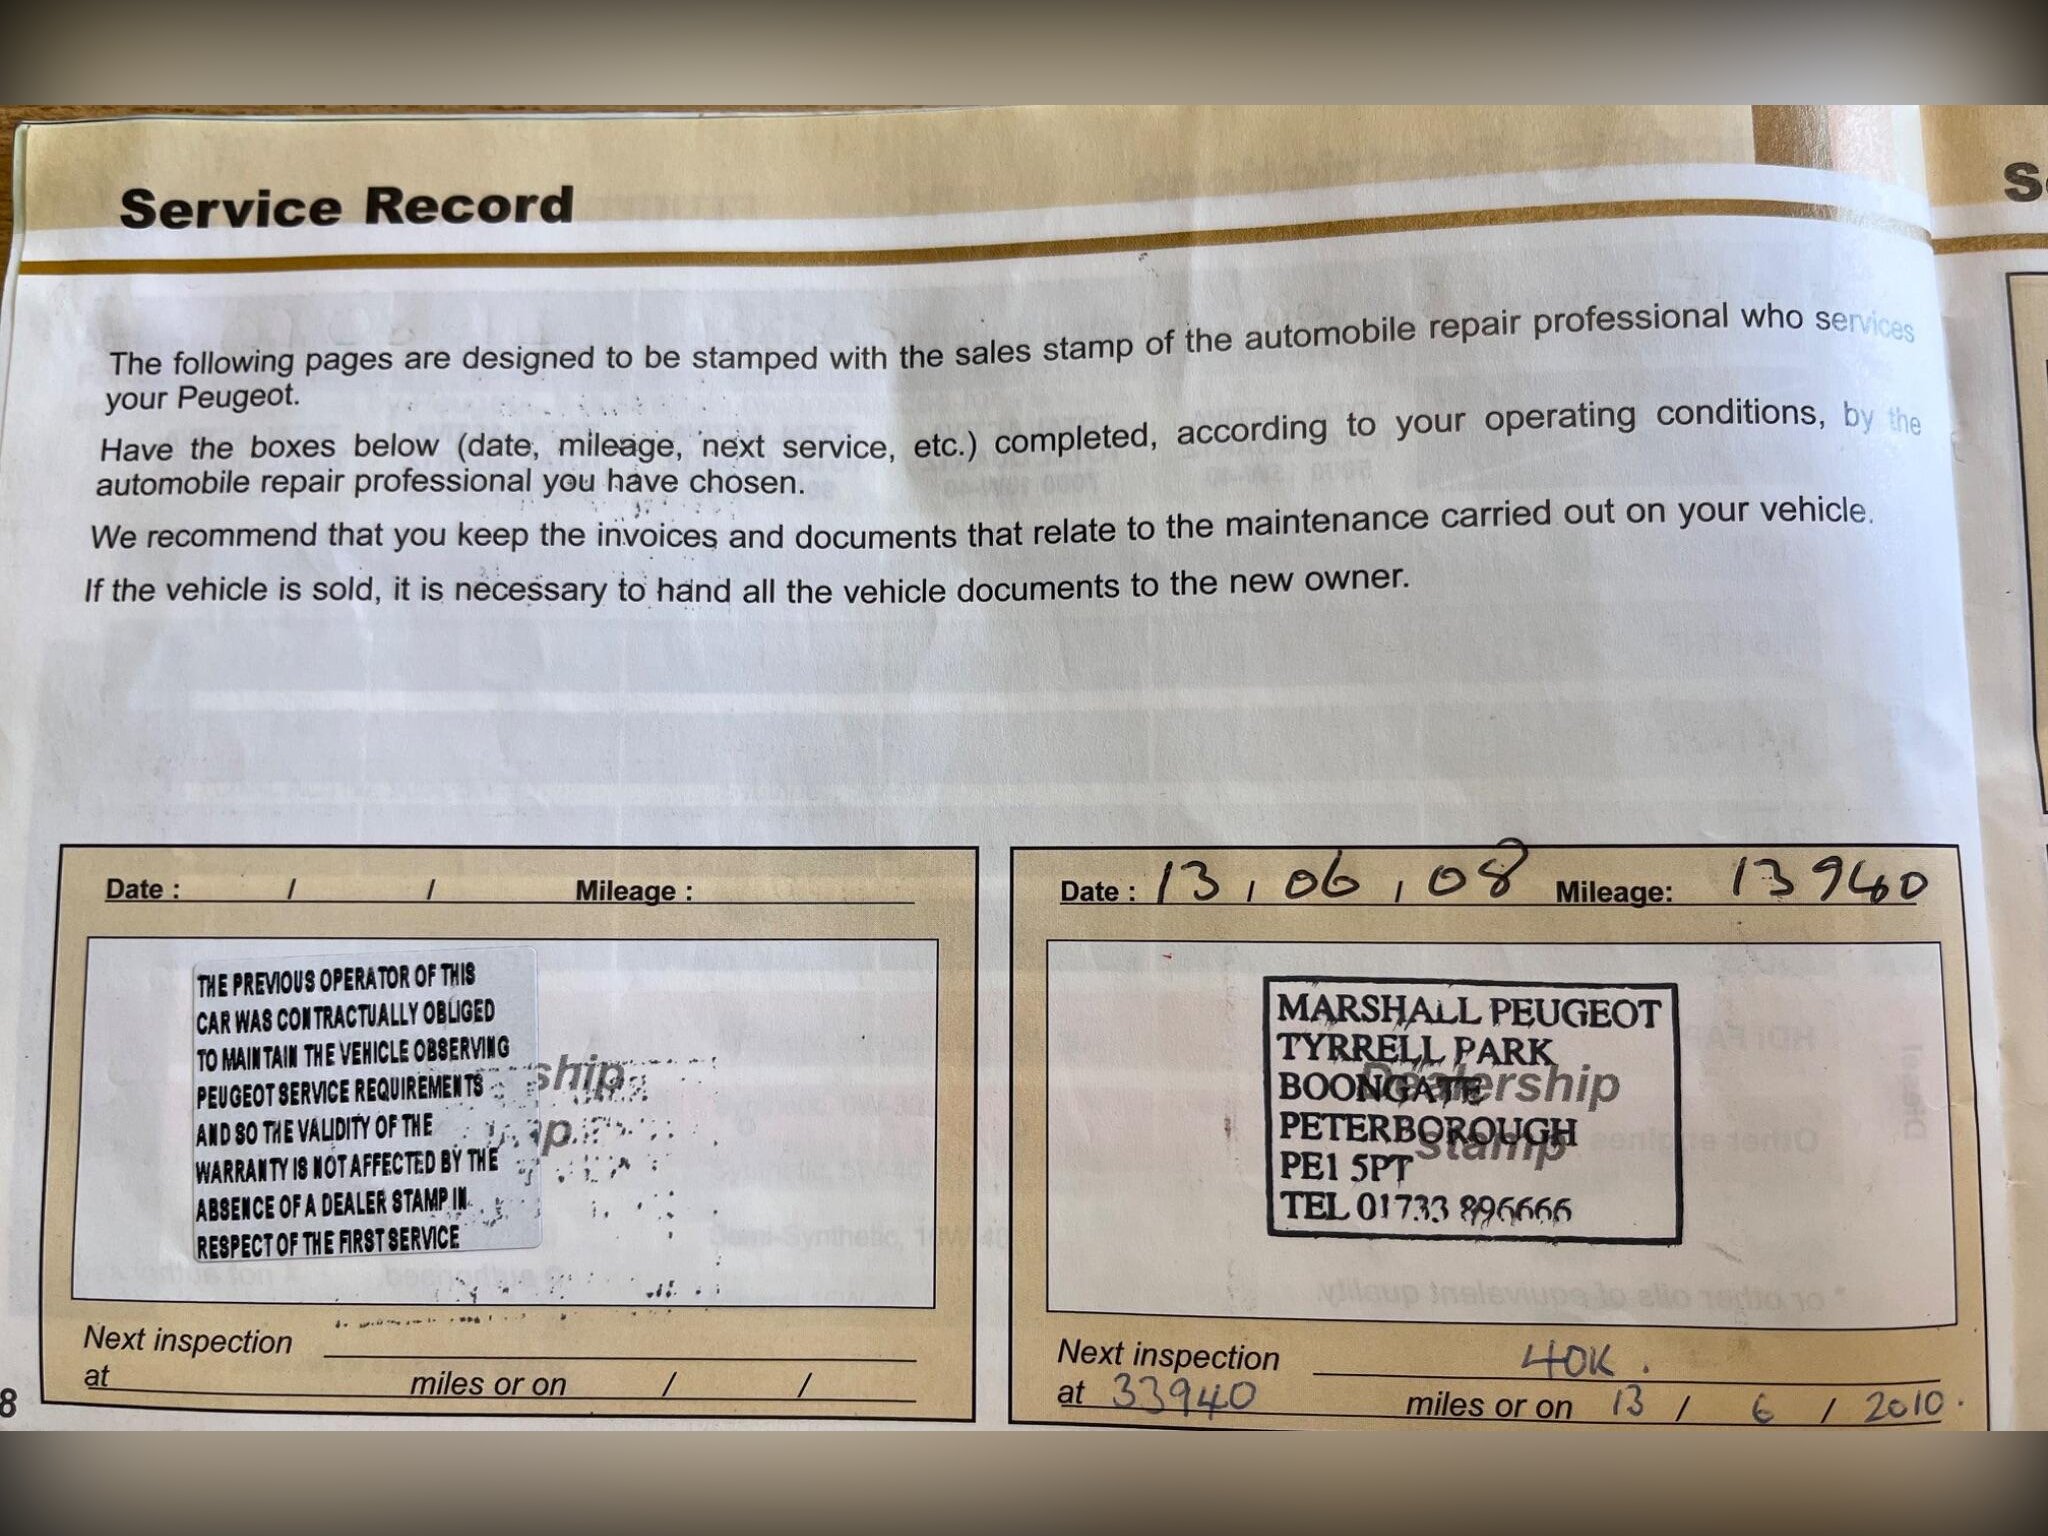 Service Record
The following pages are designed to be stamped with the sales stamp of the automobile repair professional who services
your Peugeot.
Have the boxes below (date, mileage, next service, etc.) completed, according to your operating conditions, by the
automobile repair professional you have chosen.
We recommend that you keep the invoices and documents that relate to the maintenance carried out on your vehicle.
If the vehicle is sold, it is necessary to hand all the vehicle documents to the new owner.
Date : / / Mileage :
THE PREVIOUS OPERATOR OF THIS
CAR WAS CONTRACTUALLY OBLIGED
TO MAINTAIN THE VEHICLE OBSERVING
PEUGEOT SERVICE REQUIREMENTS
AND SO THE VALIDITY OF THE
WARRANTY IS NOT AFFECTED BY THE
ABSENCE OF A DEALER STAMP IN
RESPECT OF THE FIRST SERVICE
ship
p
Next inspection
at miles or on / /
Date : 13 / 06 / 08 Mileage: 13940
MARSHALL PEUGEOT
TYRRELL PARK
BOONGATE
PETERBOROUGH
PE1 5PT
TEL 01733 896666
Dealership
stamp
Next inspection 40K.
at 33940 miles or on 13 / 6 / 2010.
8